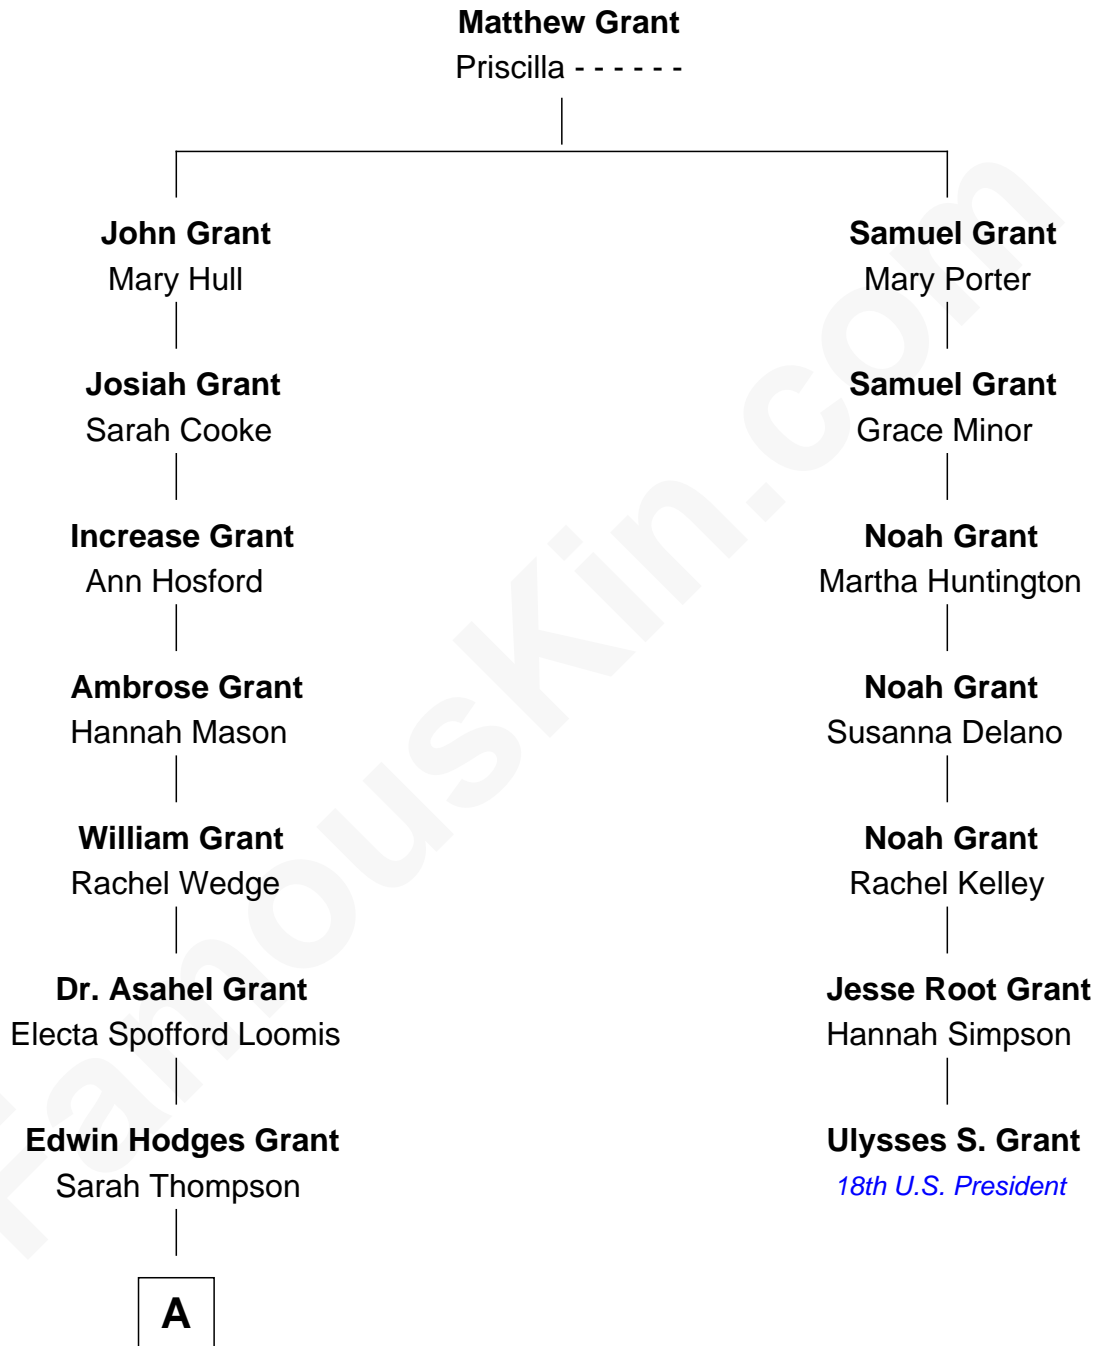 Matthew Grant
Priscilla - - - - - -
John Grant
Mary Hull
Samuel Grant
Mary Porter
Josiah Grant
Sarah Cooke
Samuel Grant
Grace Minor
Increase Grant
Ann Hosford
Noah Grant
Martha Huntington
Ambrose Grant
Hannah Mason
Noah Grant
Susanna Delano
William Grant
Rachel Wedge
Noah Grant
Rachel Kelley
Dr. Asahel Grant
Electa Spofford Loomis
Jesse Root Grant
Hannah Simpson
Edwin Hodges Grant
Sarah Thompson
Ulysses S. Grant
18th U.S. President
A
FamousKin.com